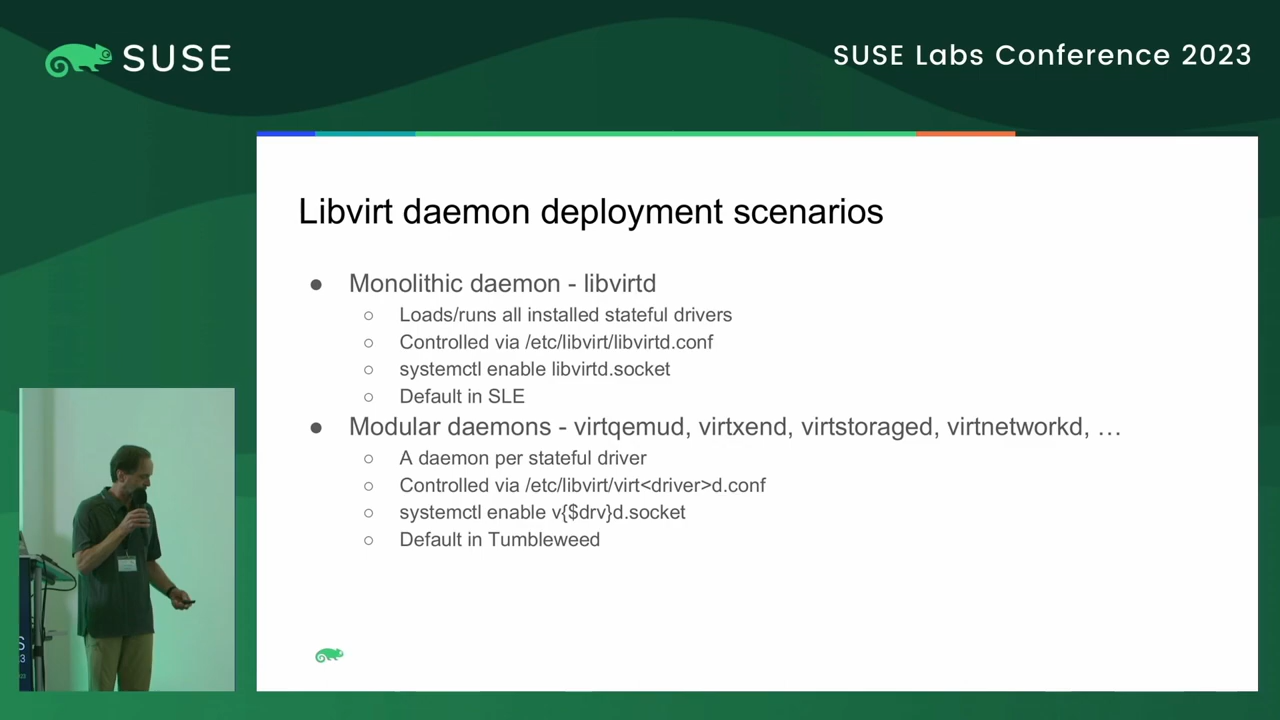 SUSE
SUSE Labs Conference 2023
Libvirt daemon deployment scenarios
● Monolithic daemon - libvirtd
○ Loads/runs all installed stateful drivers
○ Controlled via /etc/libvirt/libvirtd.conf
○ systemctl enable libvirtd.socket
○ Default in SLE
● Modular daemons - virtqemud, virtxend, virtstoraged, virtnetworkd, …
○ A daemon per stateful driver
○ Controlled via /etc/libvirt/virt<driver>d.conf
○ systemctl enable v{$drv}d.socket
○ Default in Tumbleweed